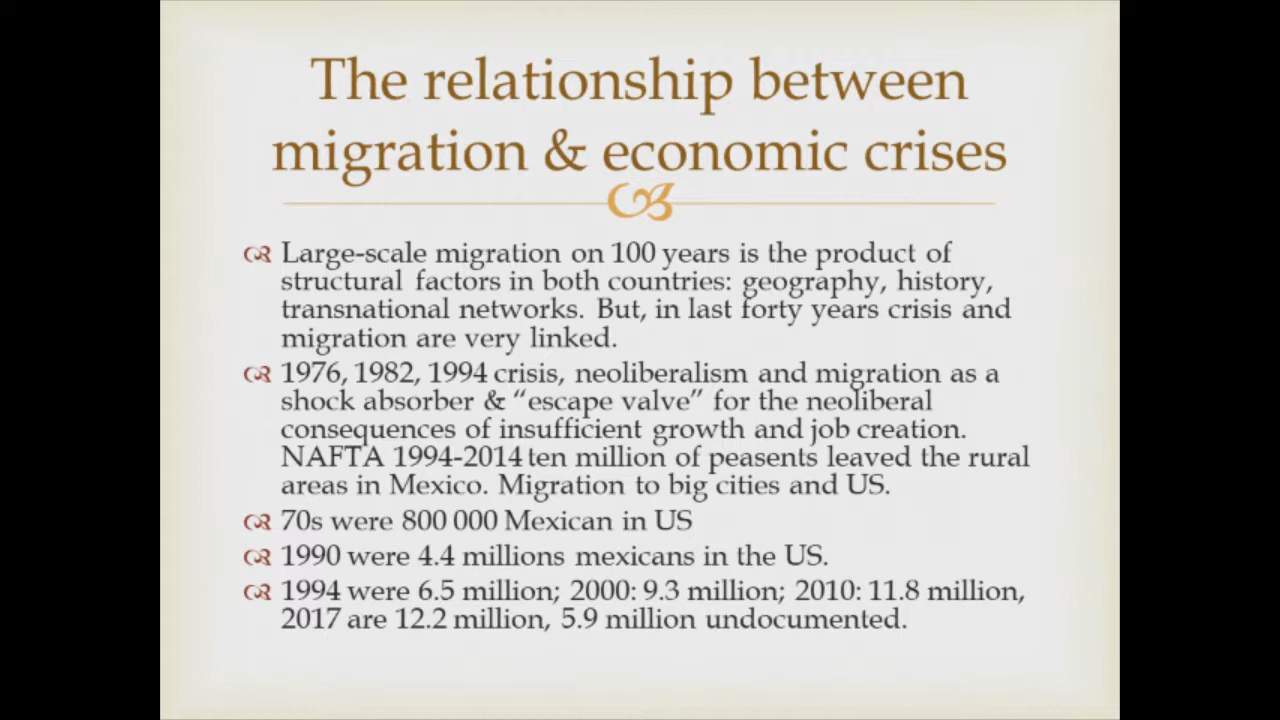 The relationship between
migration & economic crises
Large-scale migration on 100 years is the product of
structural factors in both countries: geography, history,
transnational networks. But, in last forty years crisis and
migration are very linked.
1976, 1982, 1994 crisis, neoliberalism and migration as a
shock absorber & “escape valve” for the neoliberal
consequences of insufficient growth and job creation.
NAFTA 1994-2014 ten million of peasents leaved the rural
areas in Mexico. Migration to big cities and US.
70s were 800 000 Mexican in US
1990 were 4.4 millions mexicans in the US.
1994 were 6.5 million; 2000: 9.3 million; 2010: 11.8 million,
2017 are 12.2 million, 5.9 million undocumented.